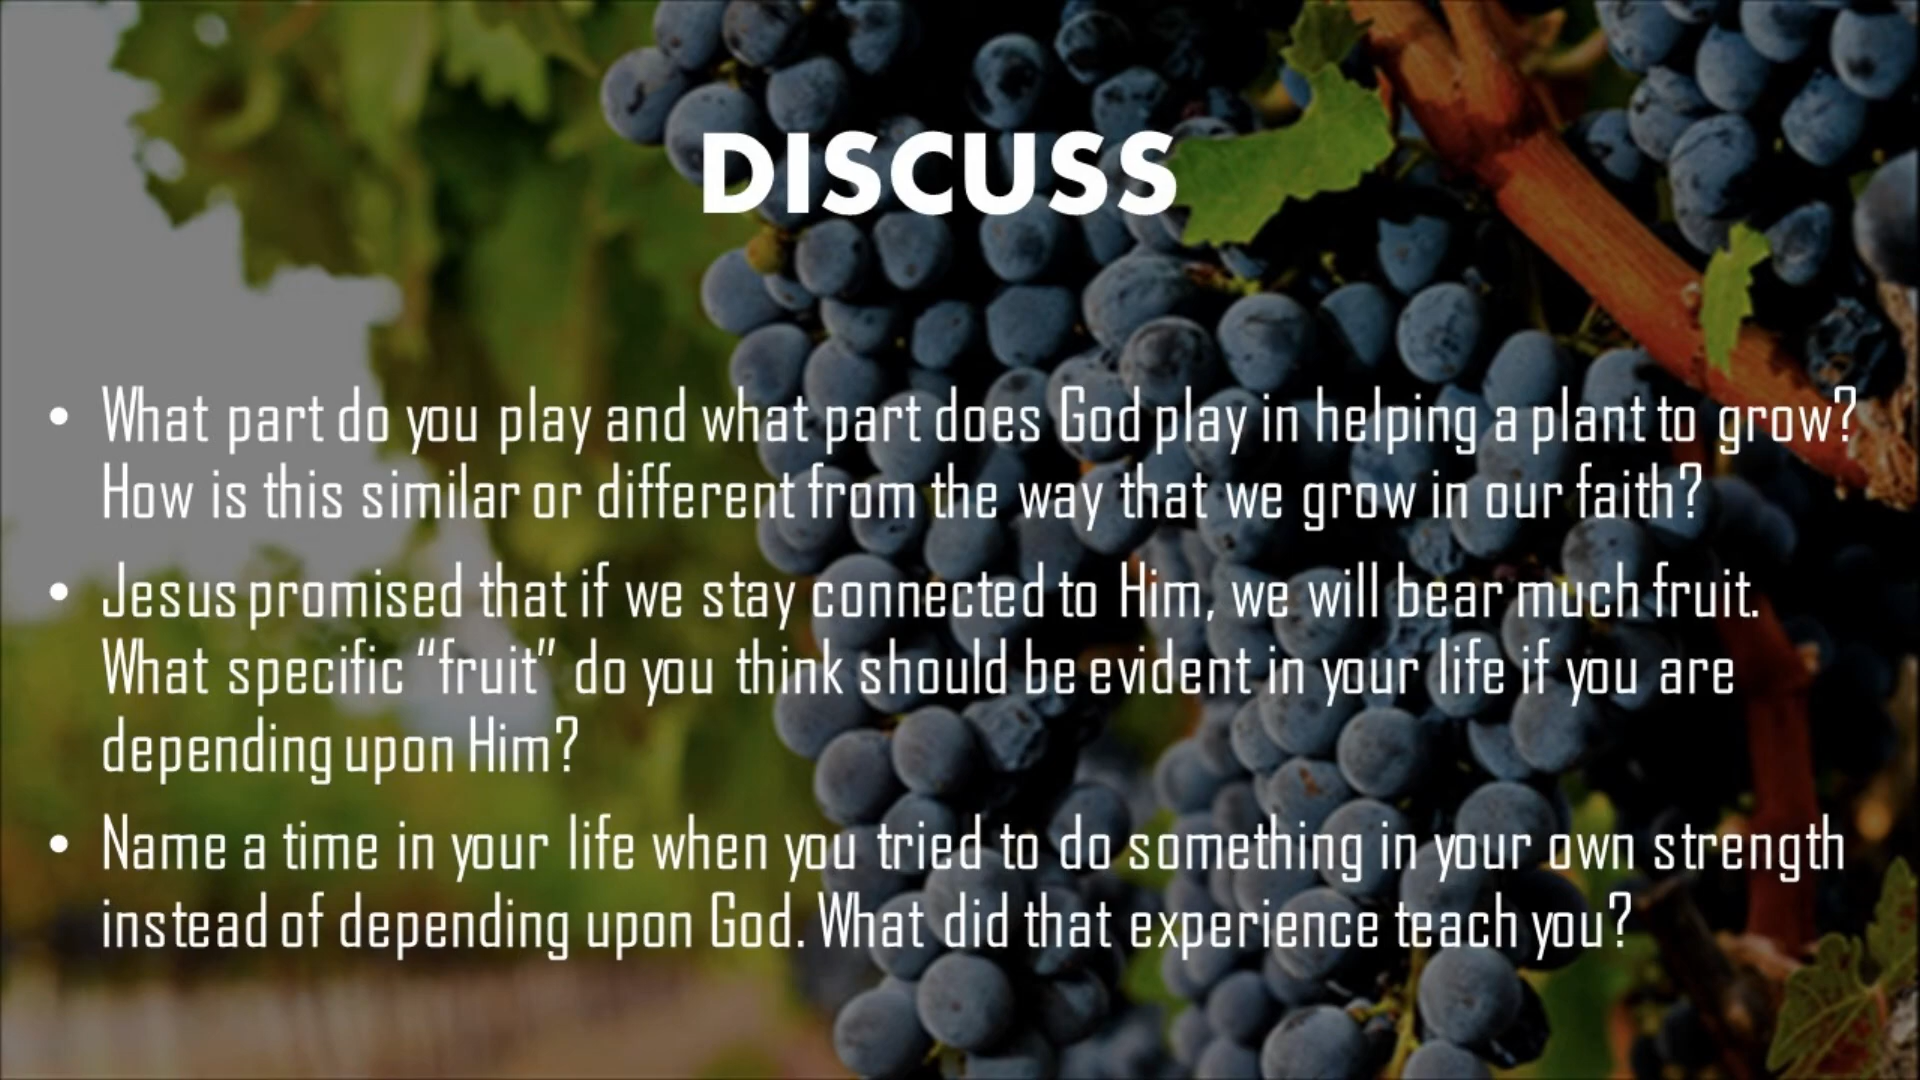 DISCUSS
• What part do you play and what part does God play in helping a plant to grow?
How is this similar or different from the way that we grow in our faith?
• Jesus promised that if we stay connected to Him, we will bear much fruit.
What specific “fruit” do you think should be evident in your life if you are
depending upon Him?
• Name a time in your life when you tried to do something in your own strength
instead of depending upon God. What did that experience teach you?